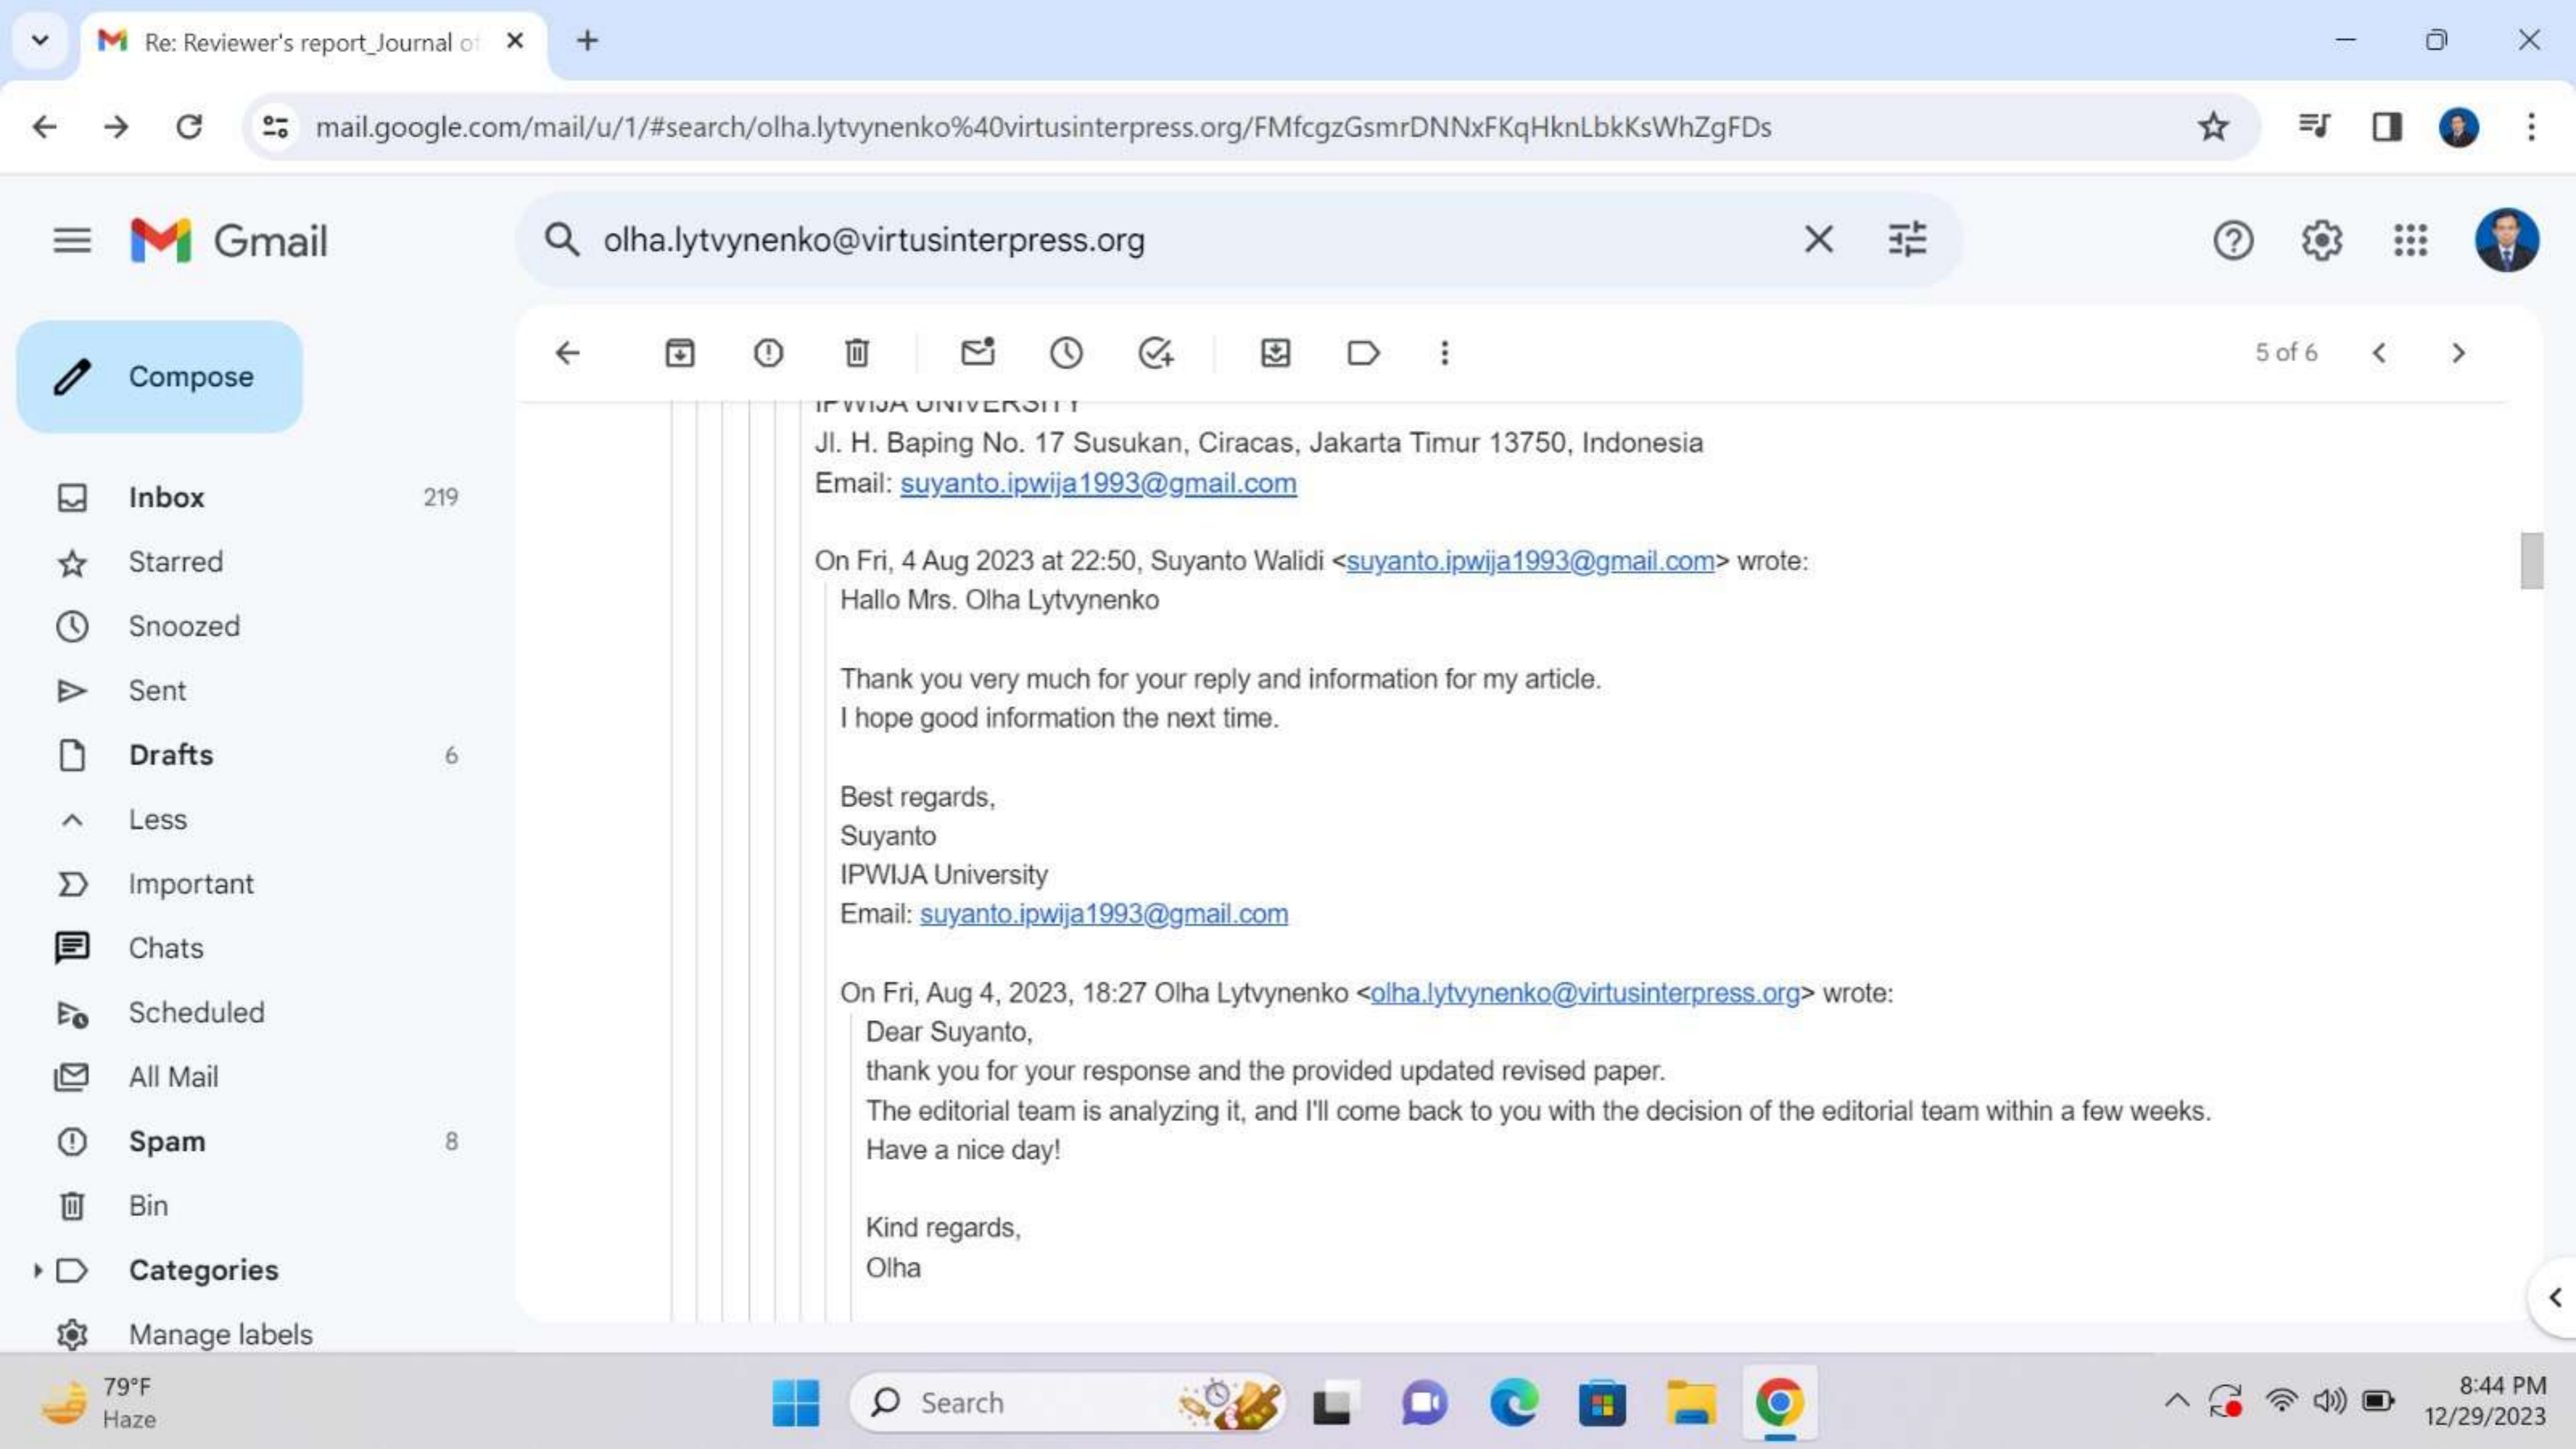 Re: Reviewer's report_Journal of
mail.google.com/mail/u/1/#search/olha.lytvynenko%40virtusinterpress.org/FMfcgzGsmrDNNxFKqHknLbkKsWhZgFDs
Gmail
olha.lytvynenko@virtusinterpress.org
Compose
5 of 6
Inbox 219
Starred
Snoozed
Sent
Drafts 6
Less
Important
Chats
Scheduled
All Mail
Spam 8
Bin
Categories
Manage labels
IPWIJA UNIVERSITY
Jl. H. Baping No. 17 Susukan, Ciracas, Jakarta Timur 13750, Indonesia
Email: suyanto.ipwija1993@gmail.com
On Fri, 4 Aug 2023 at 22:50, Suyanto Walidi <suyanto.ipwija1993@gmail.com> wrote:
Hallo Mrs. Olha Lytvynenko
Thank you very much for your reply and information for my article.
I hope good information the next time.
Best regards,
Suyanto
IPWIJA University
Email: suyanto.ipwija1993@gmail.com
On Fri, Aug 4, 2023, 18:27 Olha Lytvynenko <olha.lytvynenko@virtusinterpress.org> wrote:
Dear Suyanto,
thank you for your response and the provided updated revised paper.
The editorial team is analyzing it, and I'll come back to you with the decision of the editorial team within a few weeks.
Have a nice day!
Kind regards,
Olha
79°F
Haze
Search
8:44 PM
12/29/2023